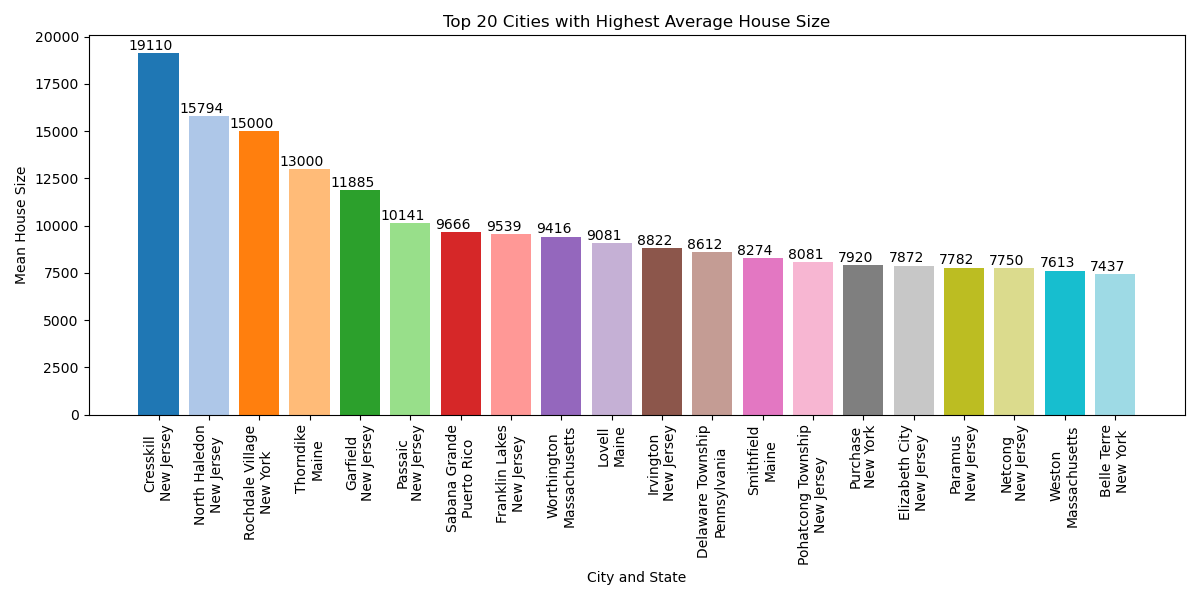 Top 20 Cities with Highest Average House Size
Mean House Size
20000
17500
15000
12500
10000
7500
5000
2500
0
19110
15794
15000
13000
11885
10141
9666
9539
9416
9081
8822
8612
8274
8081
7920
7872
7782
7750
7613
7437
Cresskill
New Jersey
North Haledon
New Jersey
Rochdale Village
New York
Thorndike
Maine
Garfield
New Jersey
Passaic
New Jersey
Sabana Grande
Puerto Rico
Franklin Lakes
New Jersey
Worthington
Massachusetts
Lovell
Maine
Irvington
New Jersey
Delaware Township
Pennsylvania
Smithfield
Maine
Pohatcong Township
New Jersey
Purchase
New York
Elizabeth City
New Jersey
Paramus
New Jersey
Netcong
New Jersey
Weston
Massachusetts
Belle Terre
New York
City and State